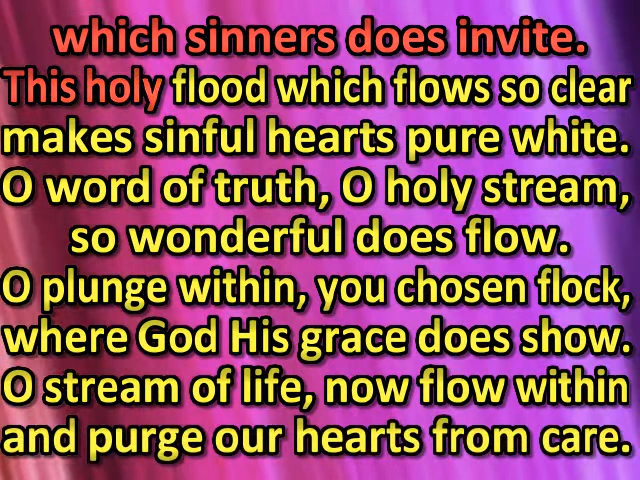 which sinners does invite.
This holy flood which flows so clear
makes sinful hearts pure white.
O word of truth, O holy stream,
so wonderful does flow.
O plunge within, you chosen flock,
where God His grace does show.
O stream of life, now flow within
and purge our hearts from care.